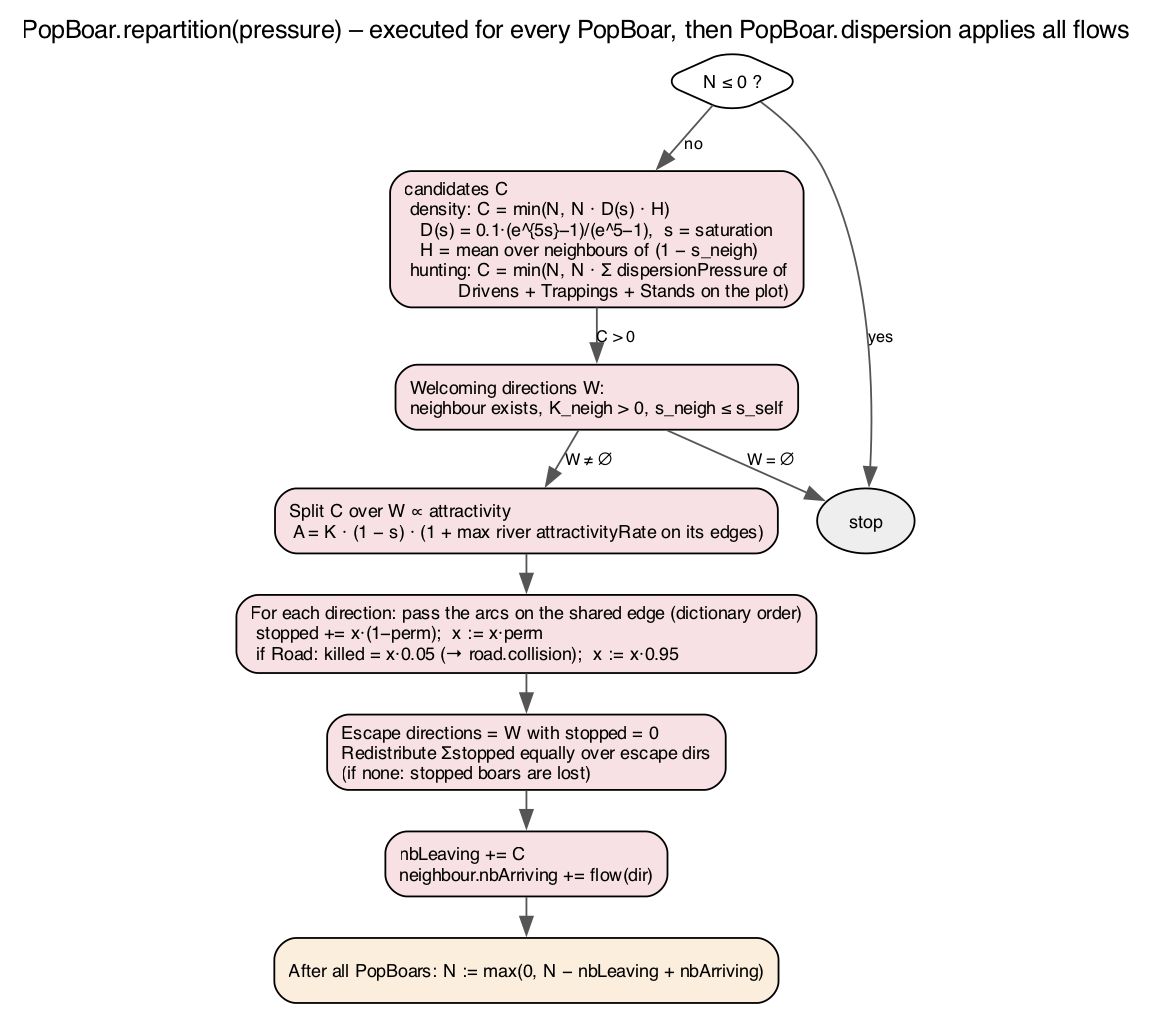 PopBoar.repartition(pressure) – executed for every PopBoar, then PopBoar.dispersion applies all flows
N ≤ 0 ?
no
candidates C
density: C = min(N, N · D(s) · H)
D(s) = 0.1·(e^{5s}–1)/(e^5–1), s = saturation
H = mean over neighbours of (1 − s_neigh)
hunting: C = min(N, N · Σ dispersionPressure of
Drivens + Trappings + Stands on the plot)
C > 0
yes
Welcoming directions W:
neighbour exists, K_neigh > 0, s_neigh ≤ s_self
W ≠ ∅
W = ∅
Split C over W ∝ attractivity
A = K · (1 − s) · (1 + max river attractivityRate on its edges)
stop
For each direction: pass the arcs on the shared edge (dictionary order)
stopped += x·(1−perm); x := x·perm
if Road: killed = x·0.05 (→ road.collision); x := x·0.95
Escape directions = W with stopped = 0
Redistribute Σstopped equally over escape dirs
(if none: stopped boars are lost)
nbLeaving += C
neighbour.nbArriving += flow(dir)
After all PopBoars: N := max(0, N − nbLeaving + nbArriving)